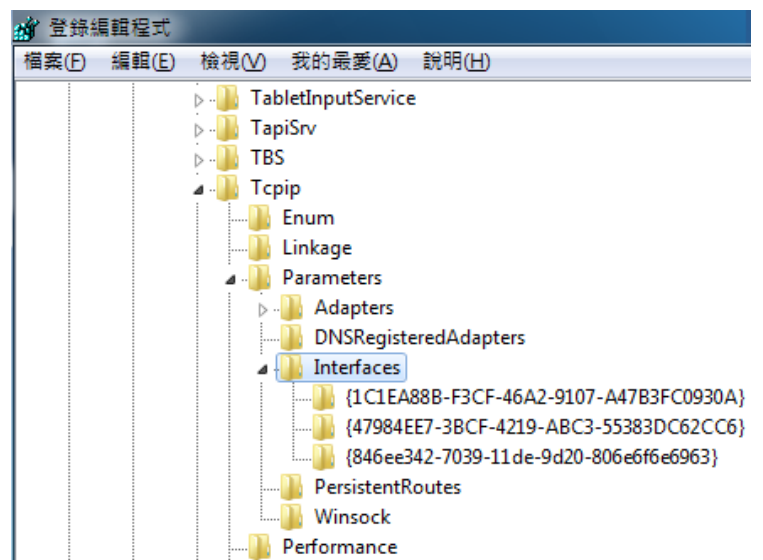 登錄編輯程式
檔案(F) 編輯(E) 檢視(V) 我的最愛(A) 說明(H)
TabletInputService
TapiSrv
TBS
Tcpip
Enum
Linkage
Parameters
Adapters
DNSRegisteredAdapters
Interfaces
{1C1EA88B-F3CF-46A2-9107-A47B3FC0930A}
{47984EE7-3BCF-4219-ABC3-55383DC62CC6}
{846ee342-7039-11de-9d20-806e6f6e6963}
PersistentRoutes
Winsock
Performance